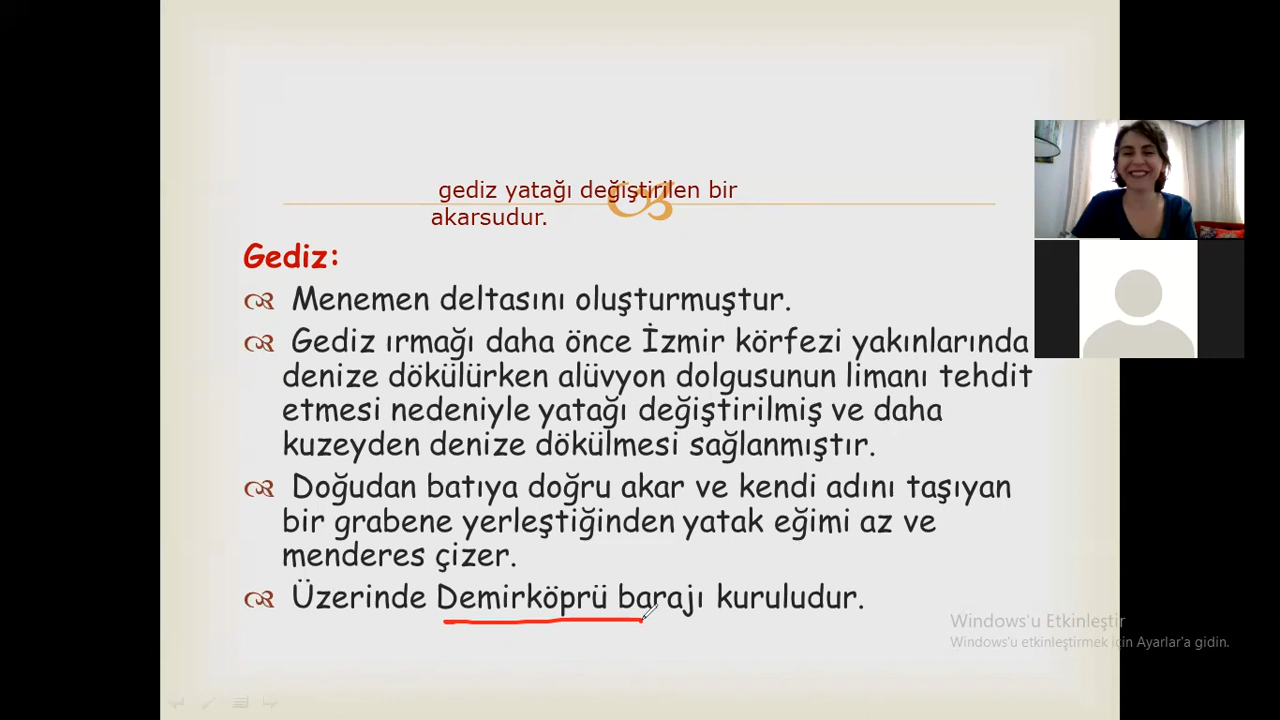 gediz yatağı değiştirilen bir
akarsudur.
Gediz:
Menemen deltasını oluşturmuştur.
Gediz ırmağı daha önce İzmir körfezi yakınlarında
denize dökülürken alüvyon dolgusunun limanı tehdit
etmesi nedeniyle yatağı değiştirilmiş ve daha
kuzeyden denize dökülmesi sağlanmıştır.
Doğudan batıya doğru akar ve kendi adını taşıyan
bir grabene yerleştiğinden yatak eğimi az ve
menderes çizer.
Üzerinde Demirköprü barajı kuruludur.
Windows'u Etkinleştir
Windows'u etkinleştirmek için Ayarlar'a gidin.